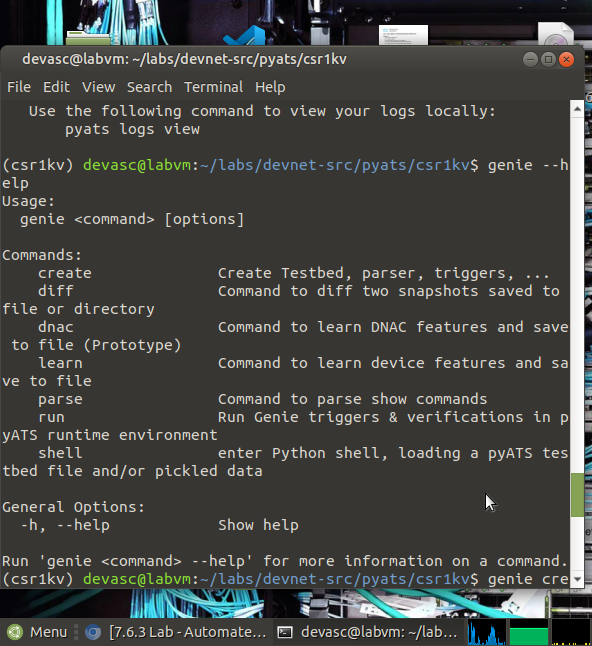 devasc@labvm: ~/labs/devnet-src/pyats/csr1kv
File Edit View Search Terminal Help
Use the following command to view your logs locally:
pyats logs view
(csr1kv) devasc@labvm:~/labs/devnet-src/pyats/csr1kv$ genie --h
elp
Usage:
genie <command> [options]
Commands:
create Create Testbed, parser, triggers, ...
diff Command to diff two snapshots saved to
file or directory
dnac Command to learn DNAC features and save
to file (Prototype)
learn Command to learn device features and sa
ve to file
parse Command to parse show commands
run Run Genie triggers & verifications in p
yATS runtime environment
shell enter Python shell, loading a pyATS tes
tbed file and/or pickled data
General Options:
-h, --help Show help
Run 'genie <command> --help' for more information on a command.
(csr1kv) devasc@labvm:~/labs/devnet-src/pyats/csr1kv$ genie cre
Menu [7.6.3 Lab - Automate... devasc@labvm: ~/lab...